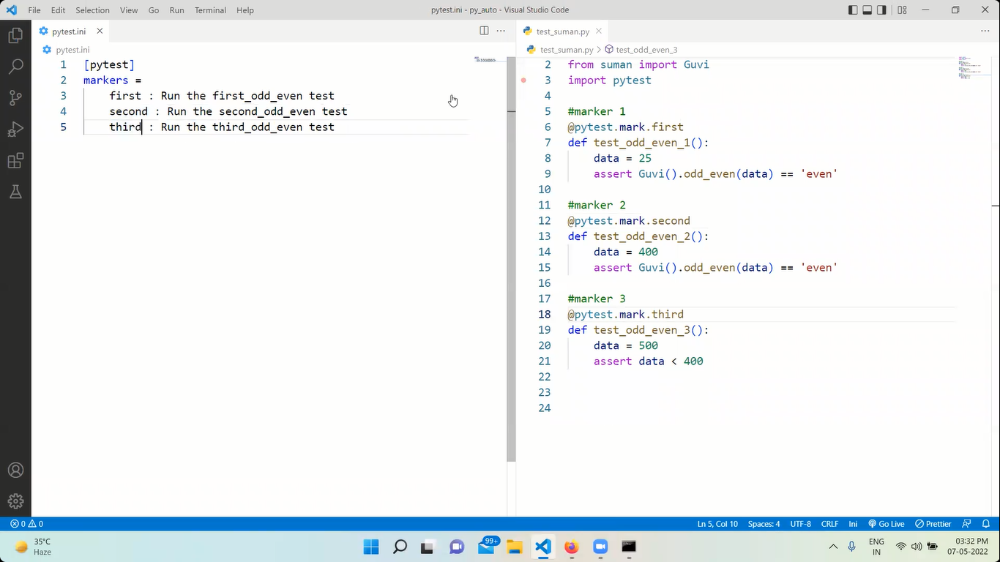 File Edit Selection View Go Run Terminal Help pytest.ini - py_auto - Visual Studio Code
pytest.ini
pytest.ini
1 [pytest]
2 markers =
3 first : Run the first_odd_even test
4 second : Run the second_odd_even test
5 third : Run the third_odd_even test
test_suman.py
test_suman.py > test_odd_even_3
2 from suman import Guvi
3 import pytest
4
5 #marker 1
6 @pytest.mark.first
7 def test_odd_even_1():
8 data = 25
9 assert Guvi().odd_even(data) == 'even'
10
11 #marker 2
12 @pytest.mark.second
13 def test_odd_even_2():
14 data = 400
15 assert Guvi().odd_even(data) == 'even'
16
17 #marker 3
18 @pytest.mark.third
19 def test_odd_even_3():
20 data = 500
21 assert data < 400
22
23
24
0 0 Ln 5, Col 10 Spaces: 4 UTF-8 CRLF Ini Go Live Prettier
35°C
Haze
99+
ENG
IN
03:32 PM
07-05-2022